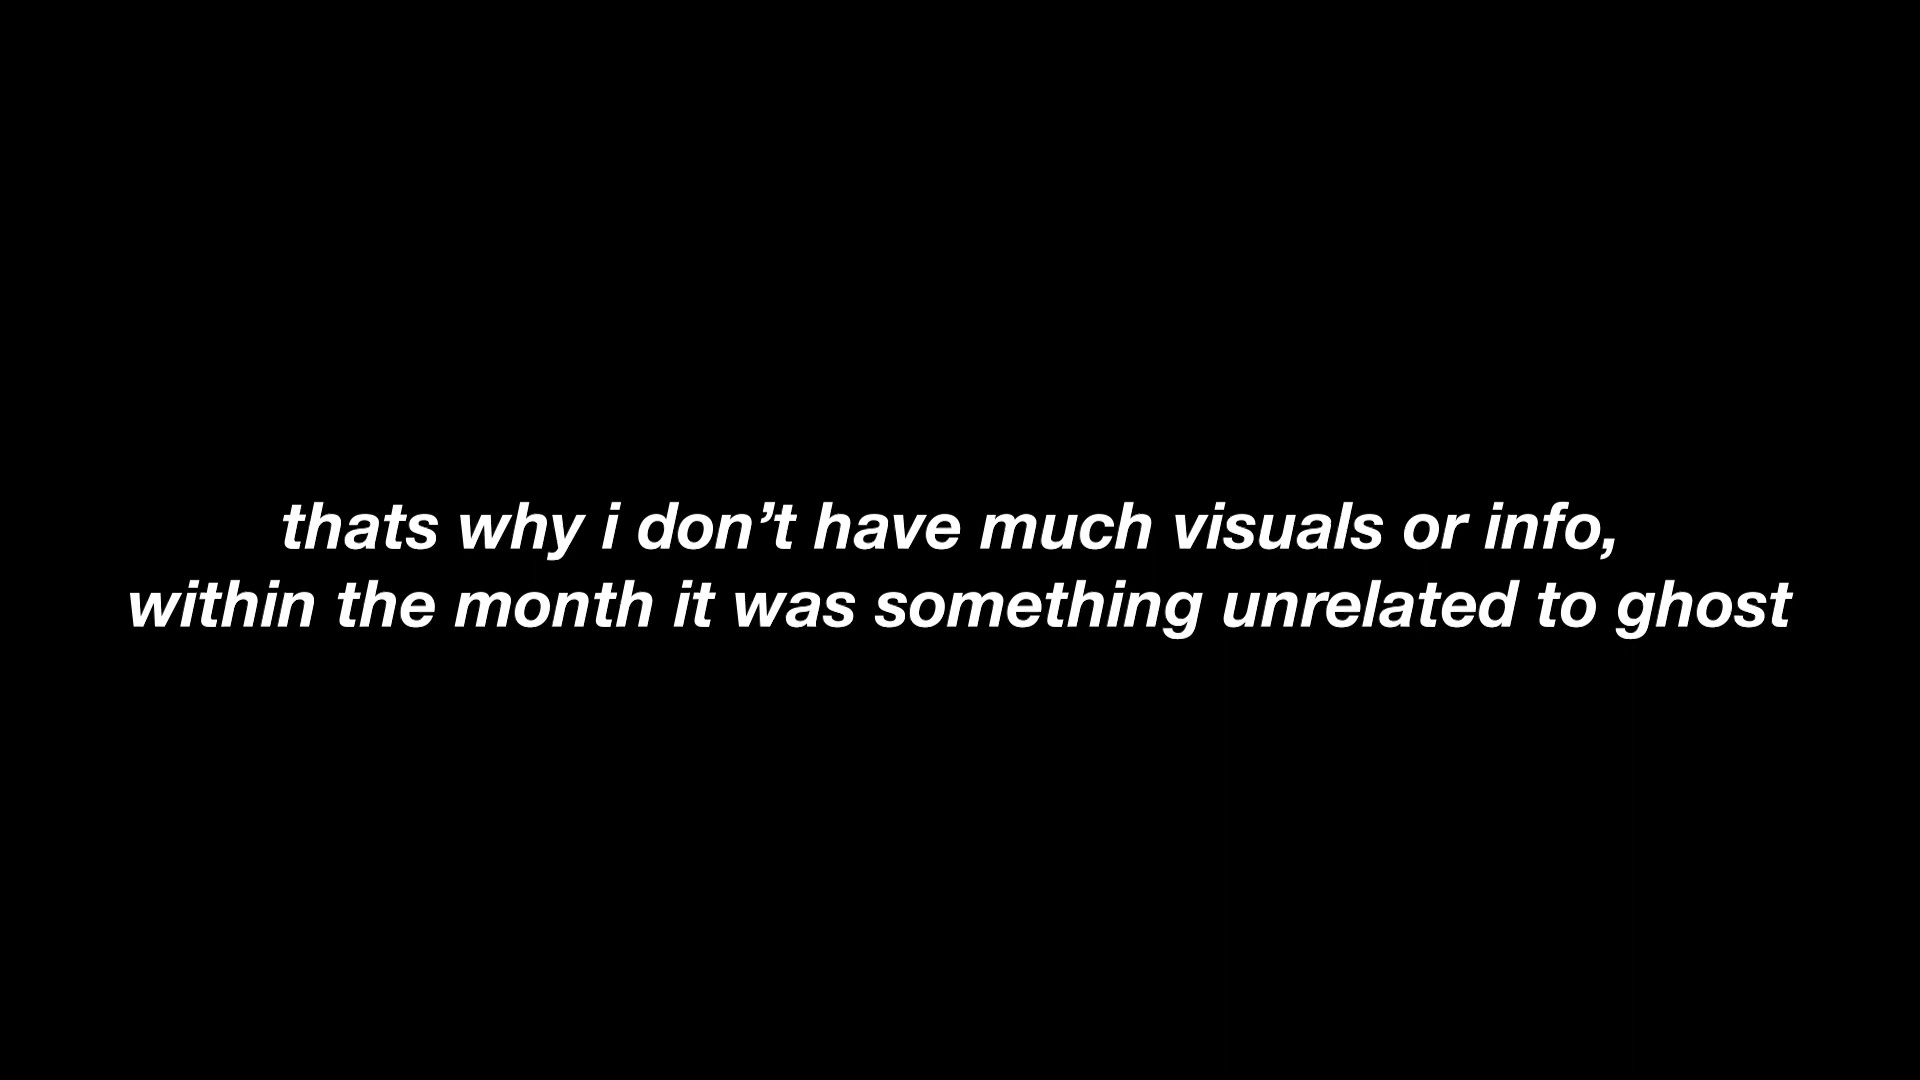 thats why i don’t have much visuals or info,
within the month it was something unrelated to ghost